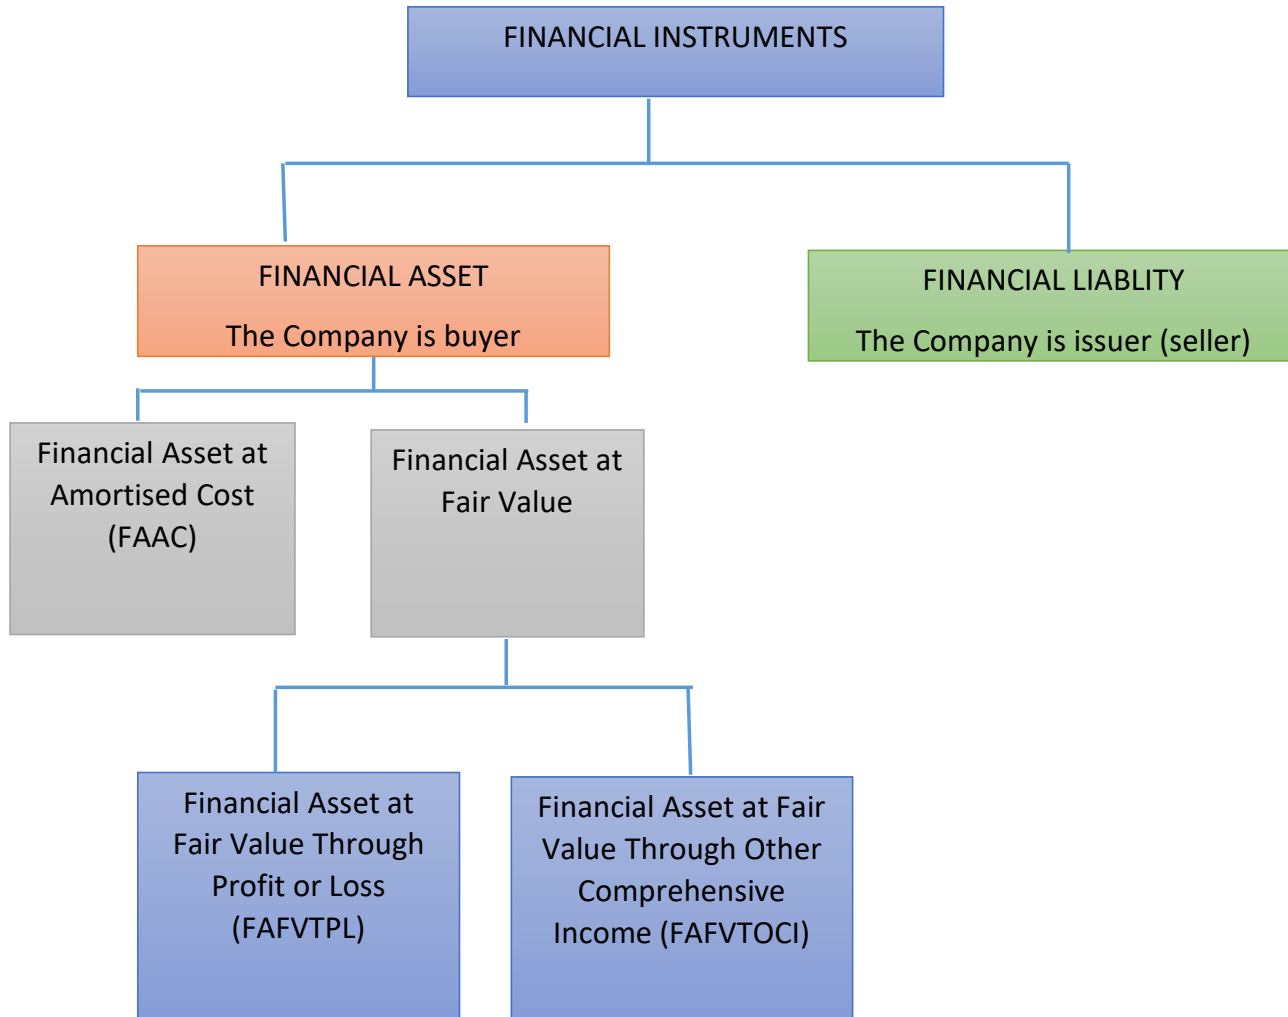 FINANCIAL INSTRUMENTS
FINANCIAL ASSET
The Company is buyer
FINANCIAL LIABLITY
The Company is issuer (seller)
Financial Asset at
Amortised Cost
(FAAC)
Financial Asset at
Fair Value
Financial Asset at
Fair Value Through
Profit or Loss
(FAFVTPL)
Financial Asset at Fair
Value Through Other
Comprehensive
Income (FAFVTOCI)